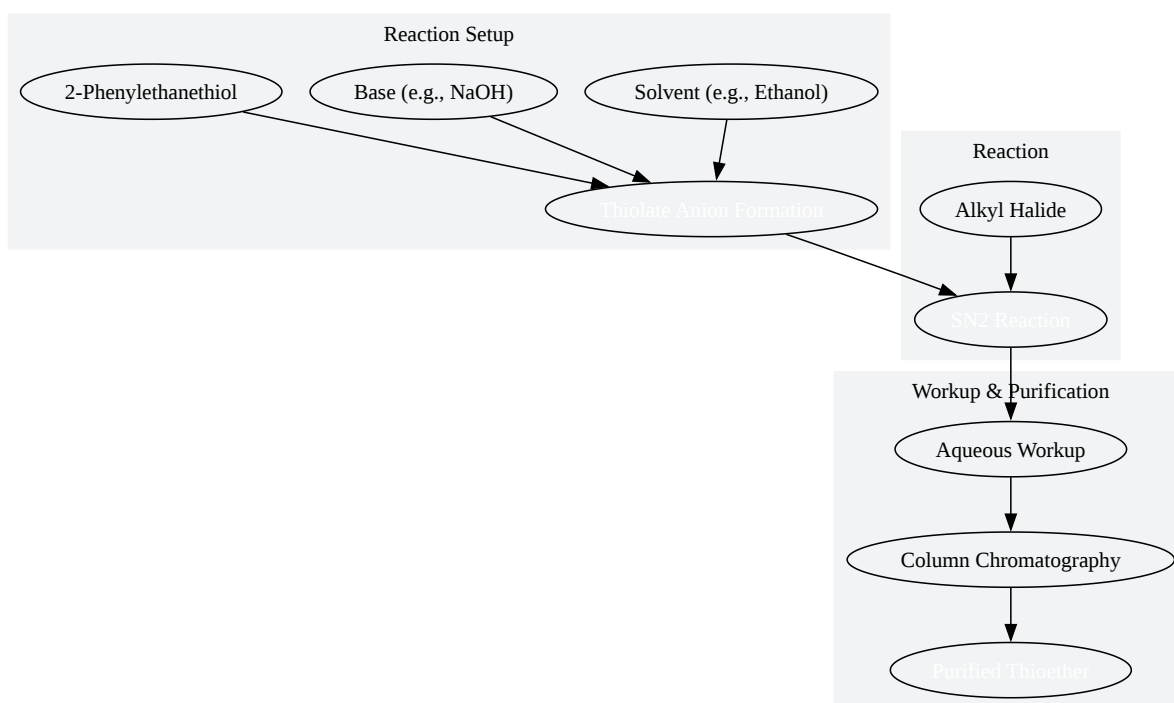 Reaction Setup
2-Phenylethanethiol
Base (e.g., NaOH)
Solvent (e.g., Ethanol)
Thiolate Anion Formation
Reaction
Alkyl Halide
SN2 Reaction
Workup & Purification
Aqueous Workup
Column Chromatography
Purified Thioether